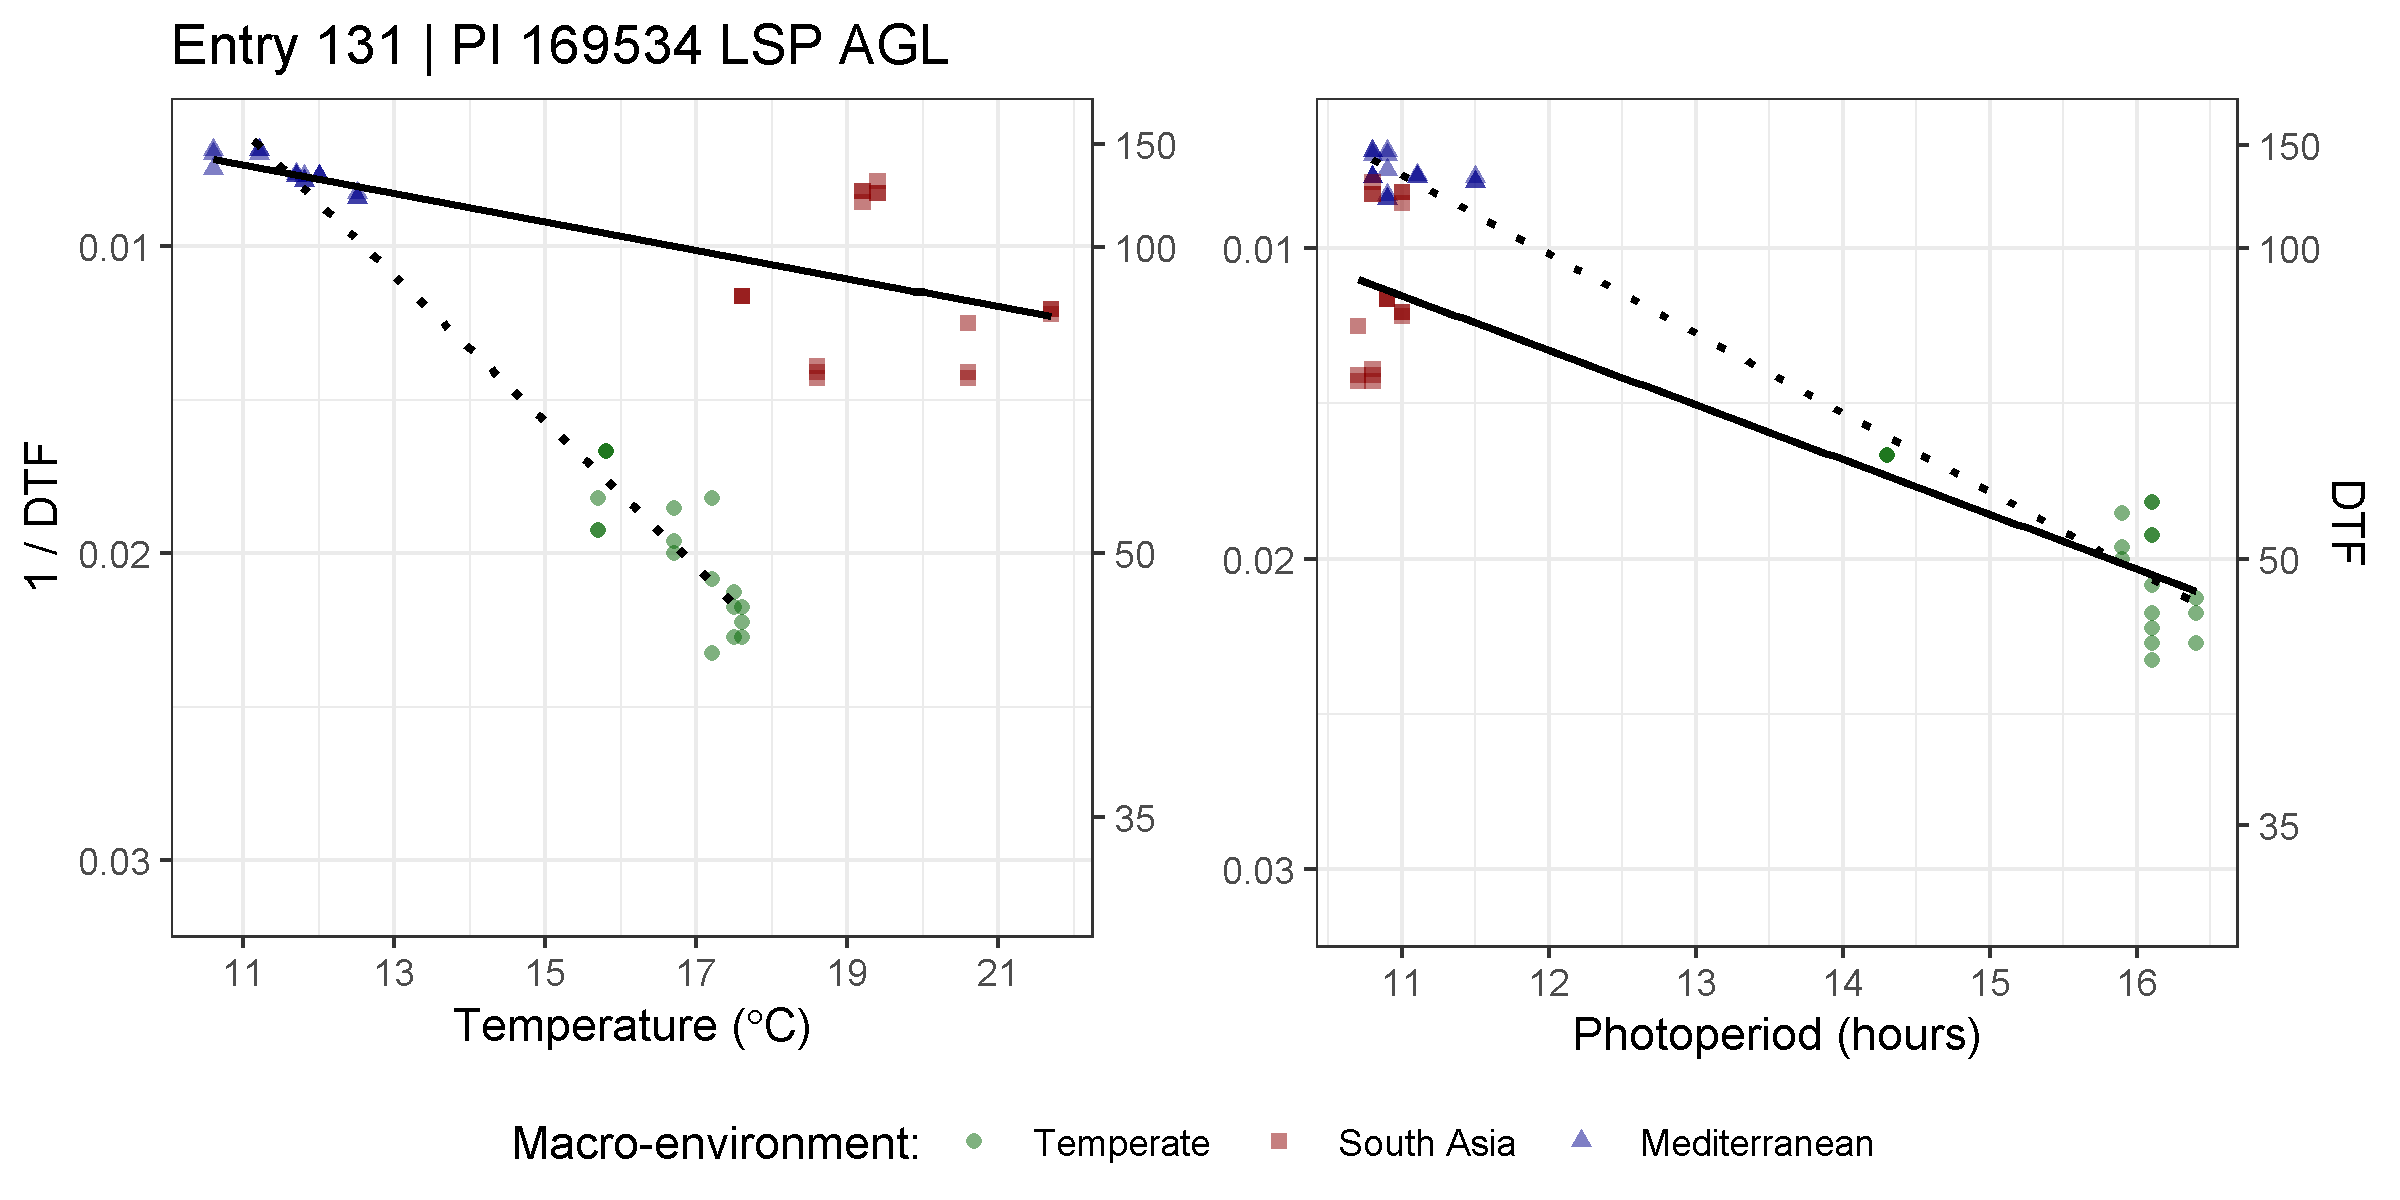 Entry 131 | PI 169534 LSP AGL
1 / DTF
0.01
0.02
0.03
150
100
50
35
11 13 15 17 19 21
Temperature (°C)
0.01
0.02
0.03
150
100
50
35
DTF
11 12 13 14 15 16
Photoperiod (hours)
Macro-environment: Temperate South Asia Mediterranean